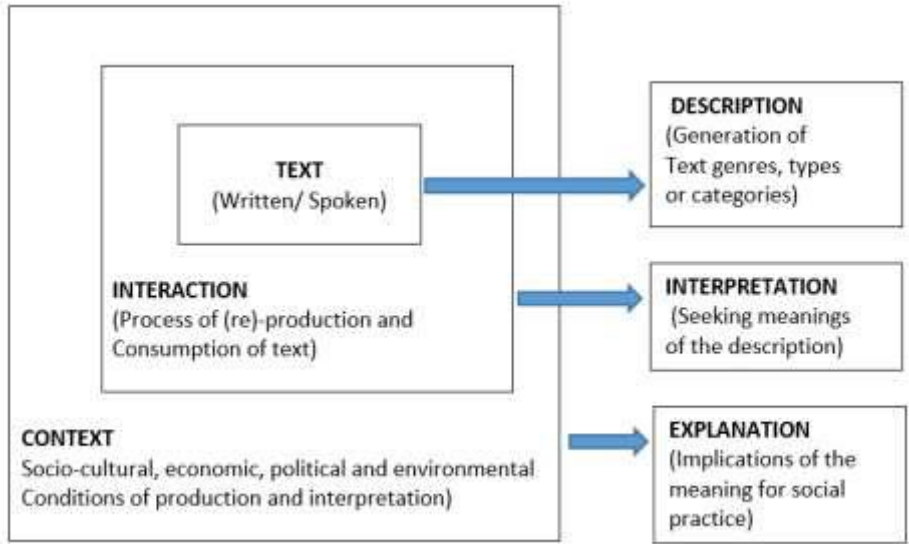 TEXT
(Written/ Spoken)
INTERACTION
(Process of (re)-production and
Consumption of text)
CONTEXT
Socio-cultural, economic, political and environmental
Conditions of production and interpretation)
DESCRIPTION
(Generation of
Text genres, types
or categories)
INTERPRETATION
(Seeking meanings
of the description)
EXPLANATION
(Implications of the
meaning for social
practice)